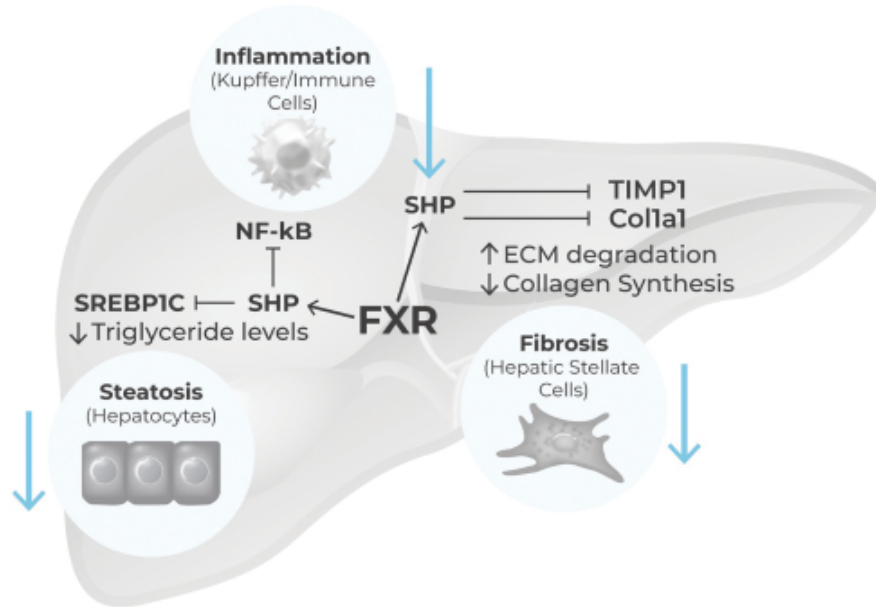 Inflammation
(Kupffer/Immune
Cells)
SHP
TIMP1
Col1a1
NF-kB
↑ ECM degradation
↓ Collagen Synthesis
SREBP1C
SHP
FXR
↓ Triglyceride levels
Steatosis
(Hepatocytes)
Fibrosis
(Hepatic Stellate
Cells)